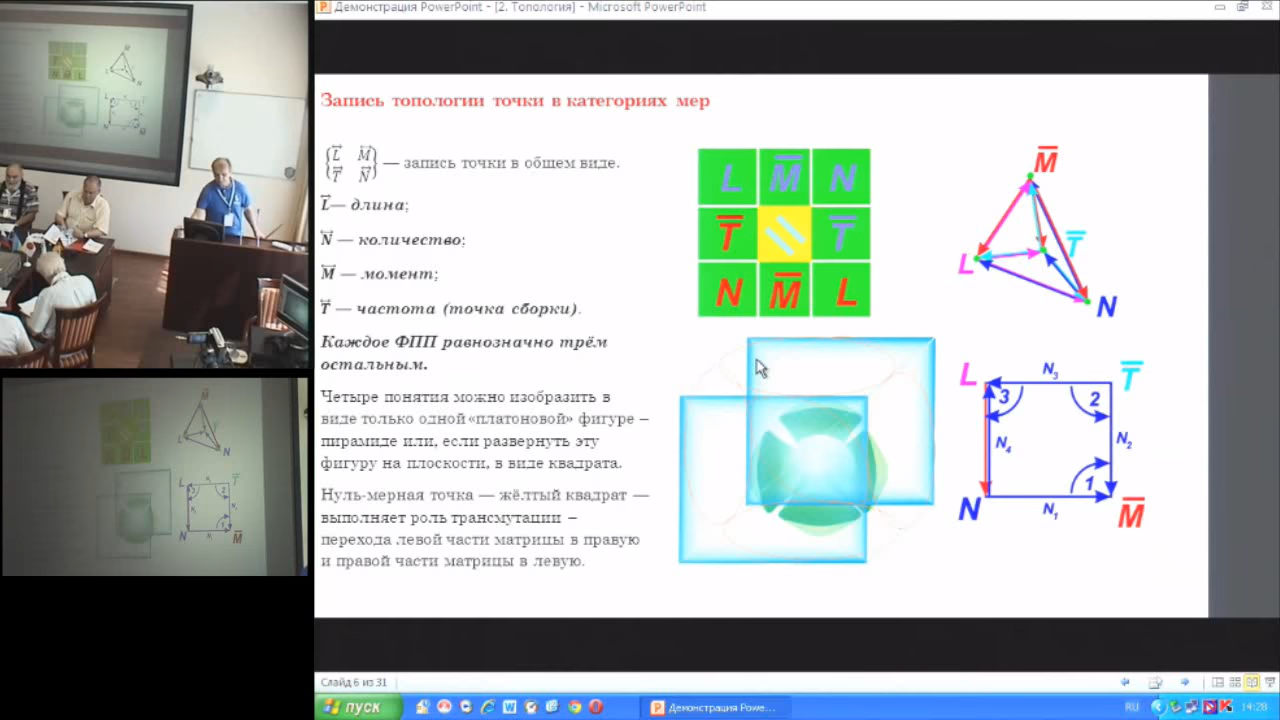 Демонстрация PowerPoint - [2. Топология] - Microsoft PowerPoint
Запись топологии точки в категориях мер
L M
T N — запись точки в общем виде.
L — длина;
N — количество;
M — момент;
T — частота (точка сборки).
Каждое ФПП равнозначно трём
остальным.
Четыре понятия можно изобразить в
виде только одной «платоновой» фигуре –
пирамиде или, если развернуть эту
фигуру на плоскости, в виде квадрата.
Нуль-мерная точка — жёлтый квадрат —
выполняет роль трансмутации –
перехода левой части матрицы в правую
и правой части матрицы в левую.
L M̅ N
T̅ T̅
N M̅ L
M̅
T̅
L
N
L N₃ T̅
3 2
N₄ N₂
1
N N₁ M̅
Слайд 6 из 31
пуск
Демонстрация Powe...
RU
14:28